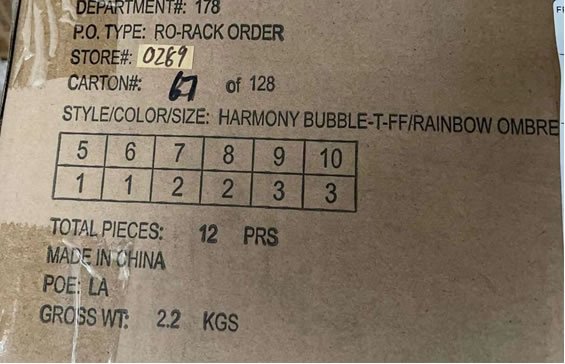 DEPARTMENT#: 178
P.O. TYPE: RO-RACK ORDER
STORE#: 0269
CARTON#: 67 of 128
STYLE/COLOR/SIZE: HARMONY BUBBLE-T-FF/RAINBOW OMBRE
5 6 7 8 9 10
1 1 2 2 3 3
TOTAL PIECES: 12 PRS
MADE IN CHINA
POE: LA
GROSS WT: 2.2 KGS